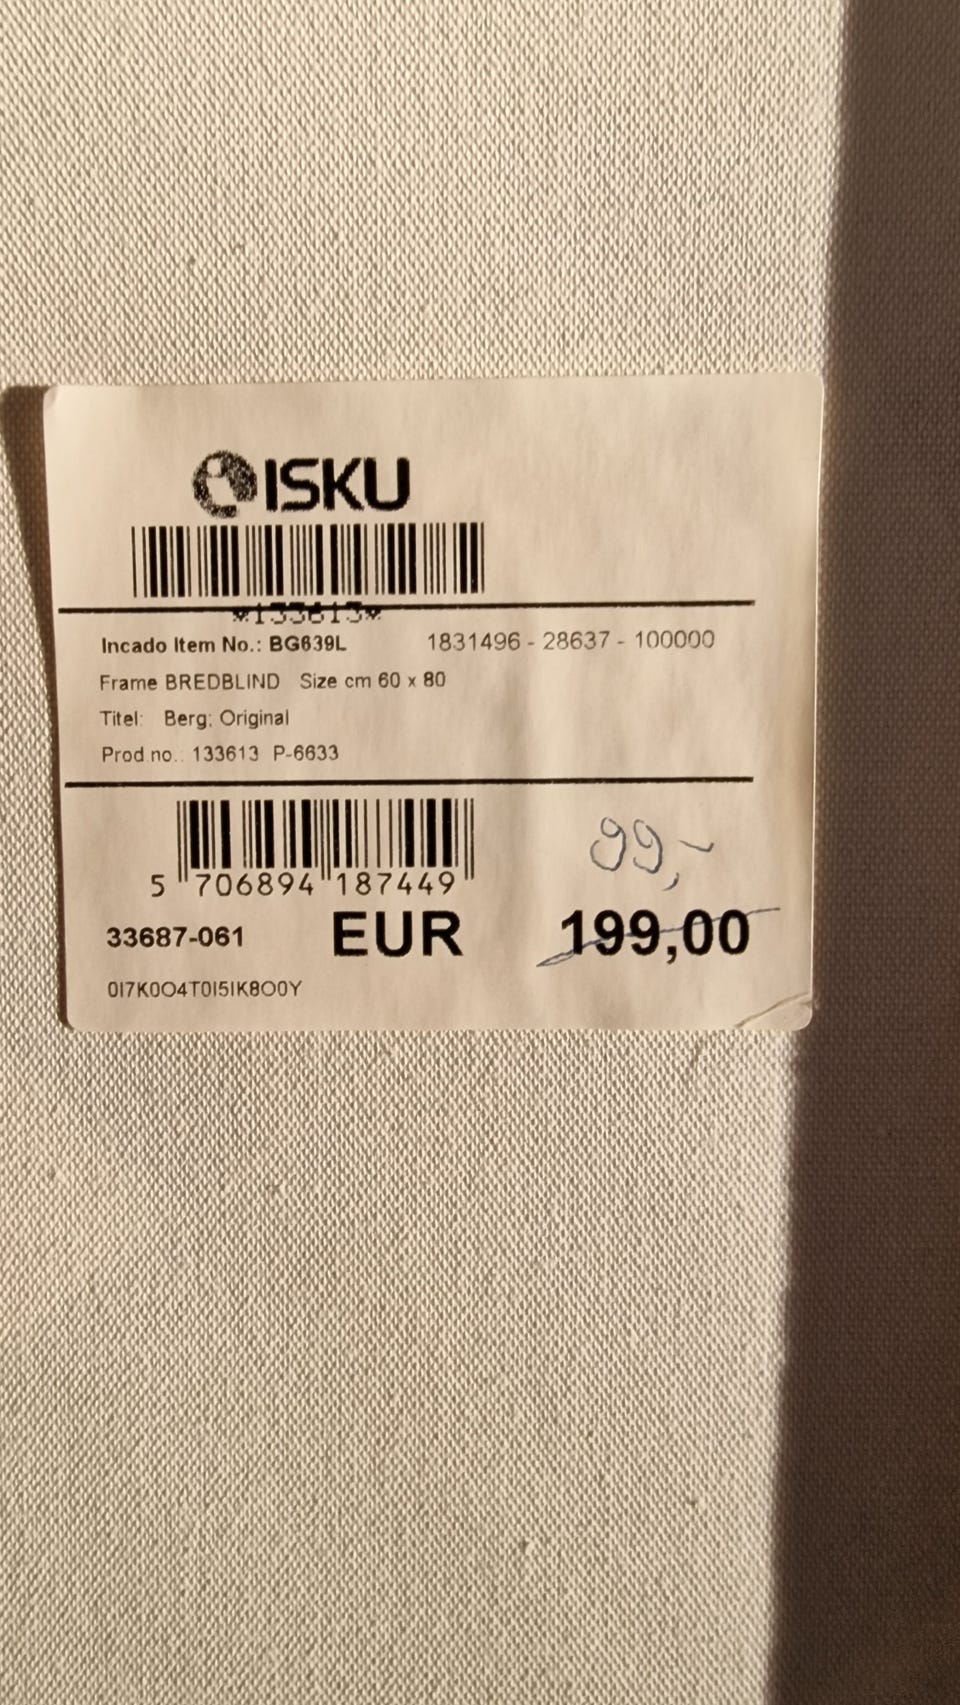 ISKU
*133613*
Incado Item No.: BG639L 1831496 - 28637 - 100000
Frame BREDBLIND Size cm 60 x 80
Titel: Berg; Original
Prod.no.: 133613 P-6633
99,-
5 706894 187449
33687-061 EUR 199,00
0I7K0O4T0I5IK8O0Y